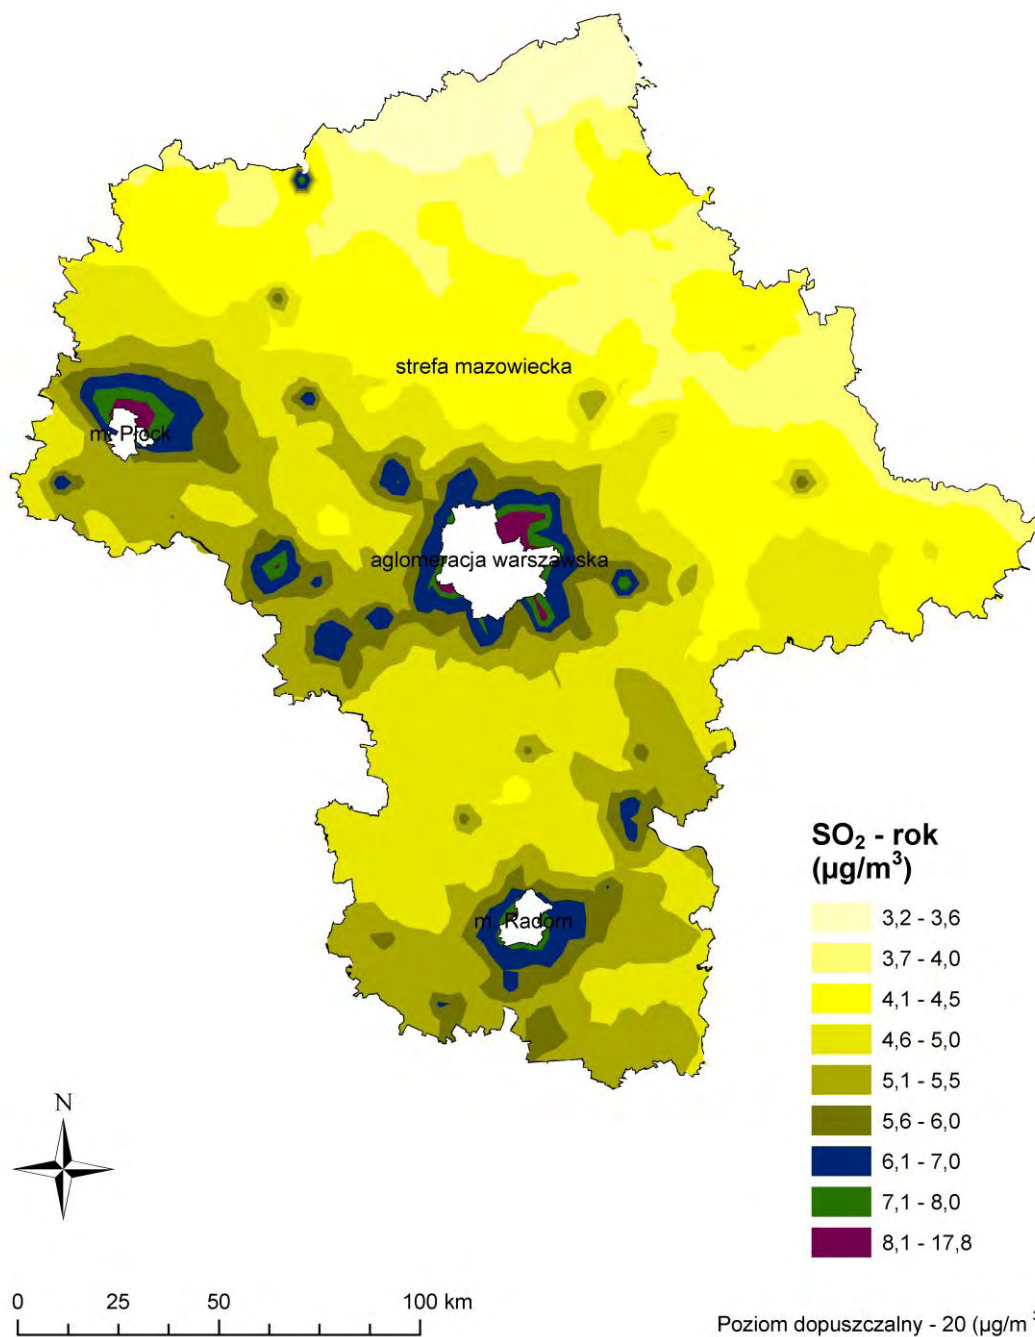 strefa mazowiecka
m. Płock
aglomeracja warszawska
m. Radom
SO₂ - rok
(µg/m³)
3,2 - 3,6
3,7 - 4,0
4,1 - 4,5
4,6 - 5,0
5,1 - 5,5
5,6 - 6,0
6,1 - 7,0
7,1 - 8,0
8,1 - 17,8
N
0 25 50 100 km
Poziom dopuszczalny - 20 (µg/m³